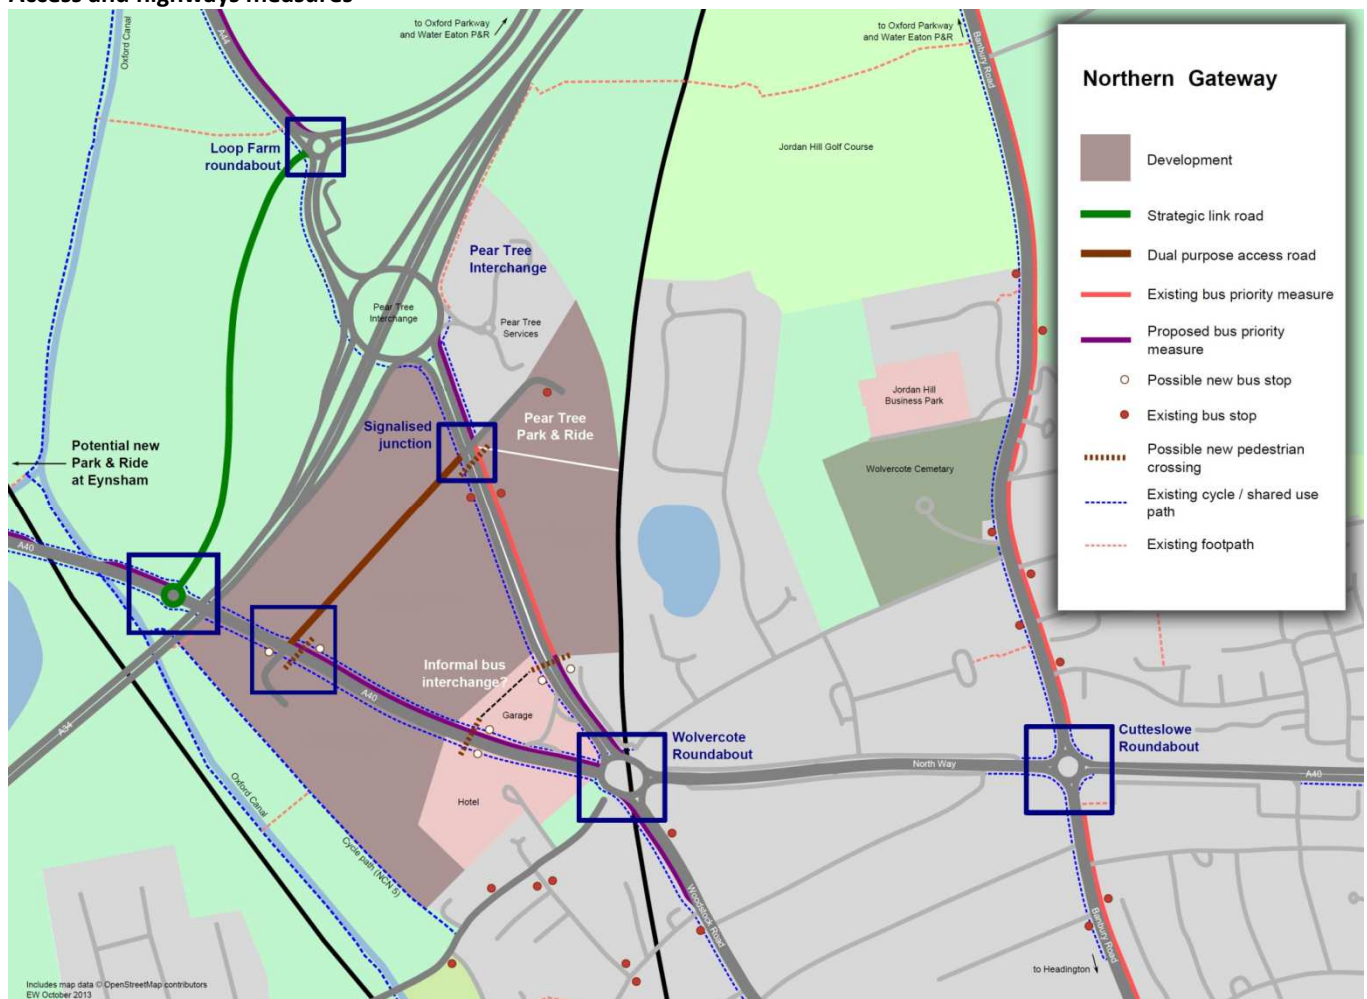 Access and highways measures
to Oxford Parkway
and Water Eaton P&R
to Oxford Parkway
and Water Eaton P&R
A44
Oxford Canal
Banbury Road
Northern Gateway
Development
Strategic link road
Dual purpose access road
Existing bus priority measure
Proposed bus priority
measure
Possible new bus stop
Existing bus stop
Possible new pedestrian
crossing
Existing cycle / shared use
path
Existing footpath
Loop Farm
roundabout
Jordan Hill Golf Course
Pear Tree
Interchange
Pear Tree
Interchange
Pear Tree
Services
Jordan Hill
Business Park
Signalised
junction
Pear Tree
Park & Ride
Potential new
Park & Ride
at Eynsham
Wolvercote Cemetary
A40
Informal bus
interchange?
A40
Garage
A34
Wolvercote
Roundabout
Cutteslowe
Roundabout
North Way
A40
Hotel
Oxford Canal
Cycle path (NCN 5)
Woodstock Road
Banbury Road
to Headington
Includes map data © OpenStreetMap contributors
EW October 2013